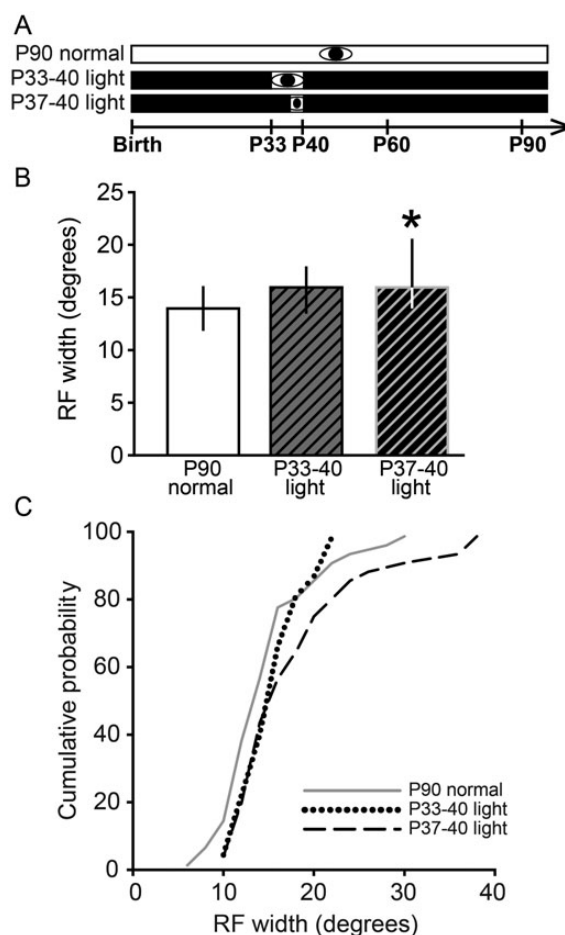 A
P90 normal
P33-40 light
P37-40 light
Birth P33 P40 P60 P90
B
RF width (degrees)
25
20
15
10
5
0
*
P90 normal
P33-40 light
P37-40 light
C
Cumulative probability
100
80
60
40
20
0
P90 normal
P33-40 light
P37-40 light
0 10 20 30 40
RF width (degrees)